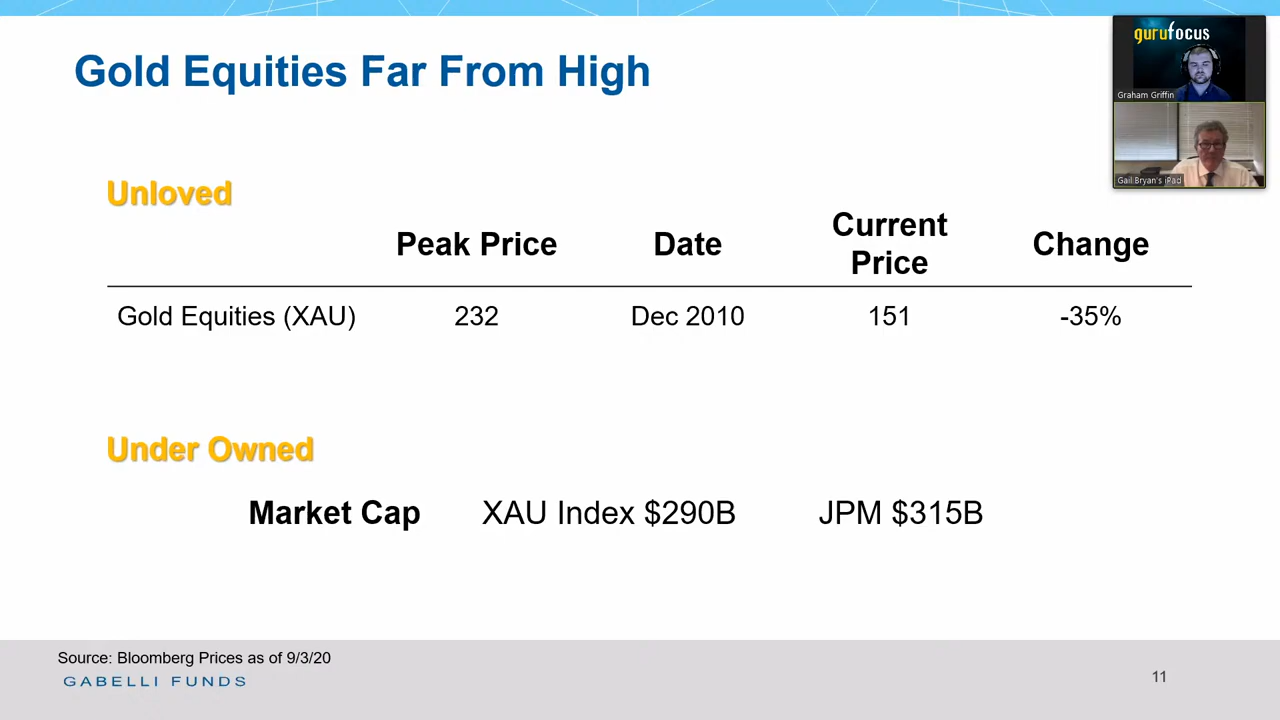 Gold Equities Far From High
gurufocus
Graham Griffin
Gail Bryan's iPad
Unloved
Peak Price Date Current Price Change
Gold Equities (XAU) 232 Dec 2010 151 -35%
Under Owned
Market Cap XAU Index $290B JPM $315B
Source: Bloomberg Prices as of 9/3/20
GABELLI FUNDS
11